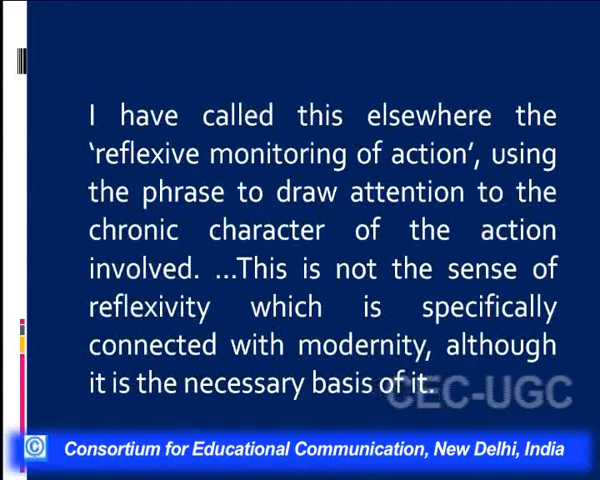 I have called this elsewhere the
‘reflexive monitoring of action’, using
the phrase to draw attention to the
chronic character of the action
involved. ...This is not the sense of
reflexivity which is specifically
connected with modernity, although
it is the necessary basis of it.
CEC-UGC
© Consortium for Educational Communication, New Delhi, India